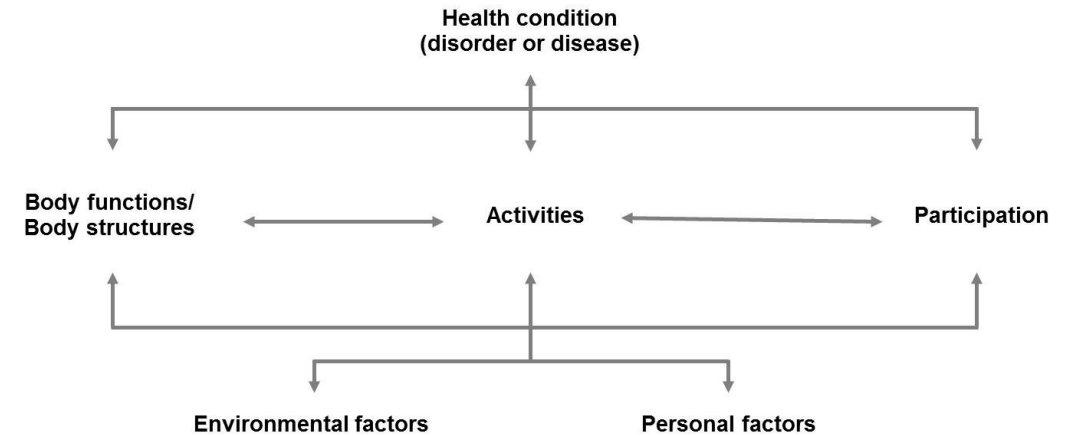 Health condition
(disorder or disease)
Body functions/
Body structures
Activities
Participation
Environmental factors
Personal factors